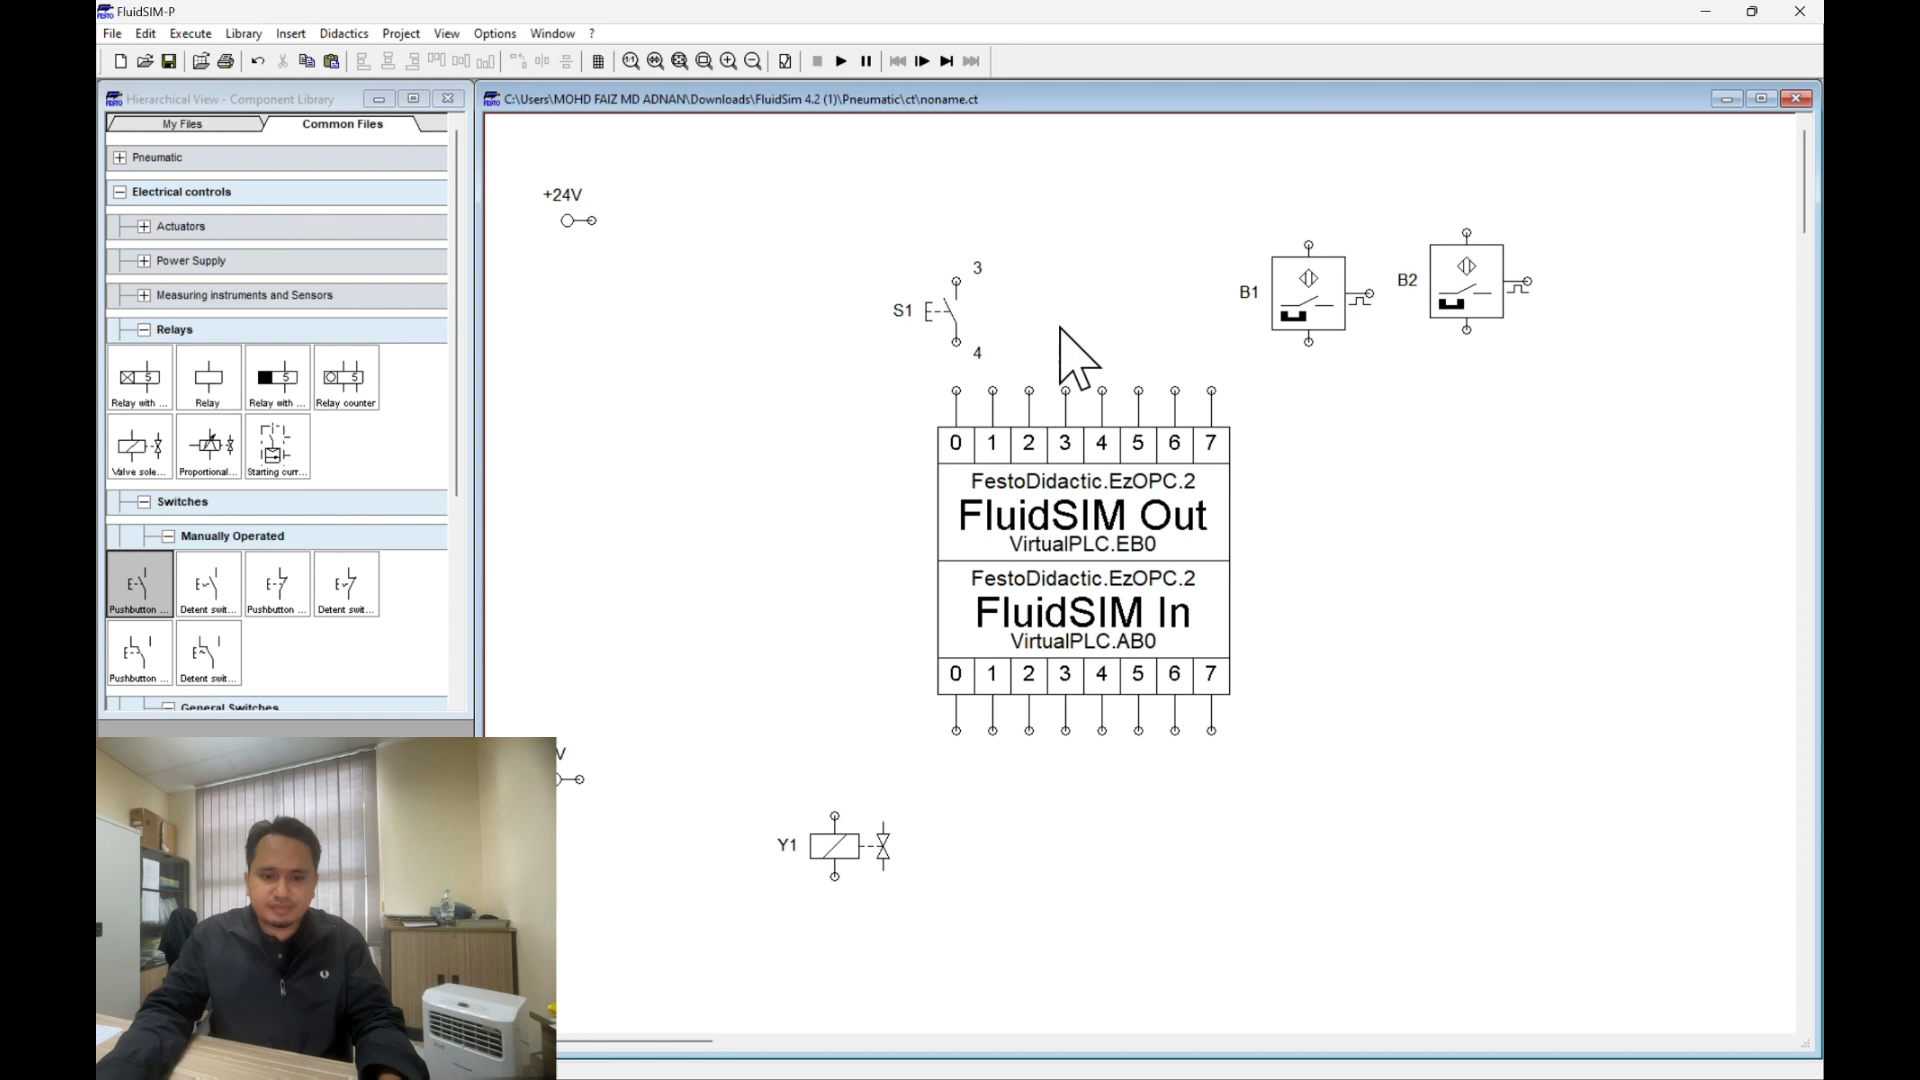 FluidSIM-P
File Edit Execute Library Insert Didactics Project View Options Window ?
Hierarchical View - Component Library
C:\Users\MOHD FAIZ MD ADNAN\Downloads\FluidSim 4.2 (1)\Pneumatic\ct\noname.ct
My Files
Common Files
Pneumatic
Electrical controls
Actuators
Power Supply
Measuring instruments and Sensors
Relays
Relay with ...
Relay
Relay with ...
Relay counter
Valve sole...
Proportional...
Starting curr...
Switches
Manually Operated
Pushbutton ...
Detent swit...
Pushbutton ...
Detent swit...
Pushbutton ...
Detent swit...
General Switches
+24V
3
S1
4
B1
B2
0 1 2 3 4 5 6 7
FestoDidactic.EzOPC.2
FluidSIM Out
VirtualPLC.EB0
FestoDidactic.EzOPC.2
FluidSIM In
VirtualPLC.AB0
0 1 2 3 4 5 6 7
V
Y1